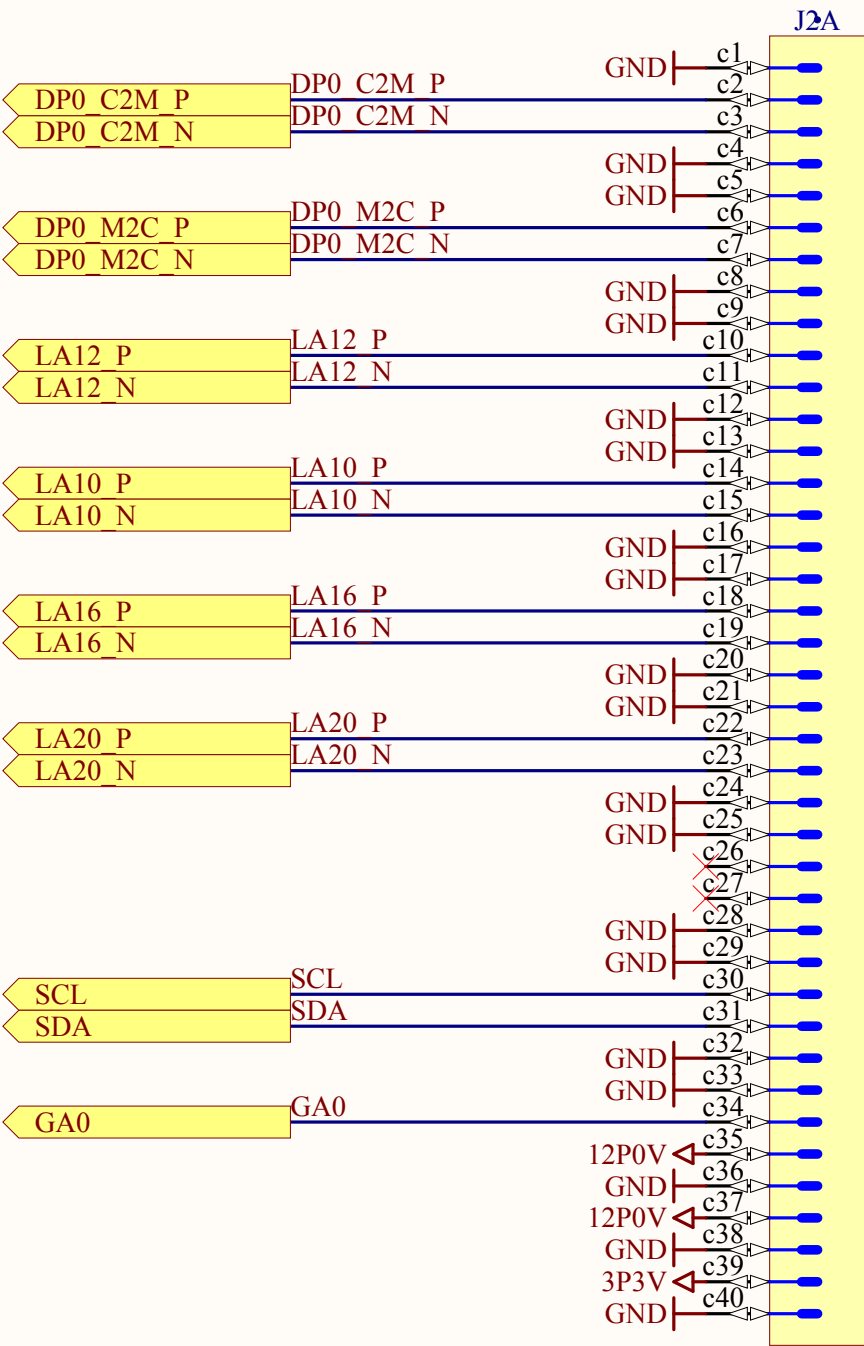 J2A
GND c1
DP0_C2M_P DP0_C2M_P c2
DP0_C2M_N DP0_C2M_N c3
GND c4
GND c5
DP0_M2C_P DP0_M2C_P c6
DP0_M2C_N DP0_M2C_N c7
GND c8
GND c9
LA12_P LA12_P c10
LA12_N LA12_N c11
GND c12
GND c13
LA10_P LA10_P c14
LA10_N LA10_N c15
GND c16
GND c17
LA16_P LA16_P c18
LA16_N LA16_N c19
GND c20
GND c21
LA20_P LA20_P c22
LA20_N LA20_N c23
GND c24
GND c25
c26
c27
GND c28
GND c29
SCL SCL c30
SDA SDA c31
GND c32
GND c33
GA0 GA0 c34
12P0V c35
GND c36
12P0V c37
GND c38
3P3V c39
GND c40